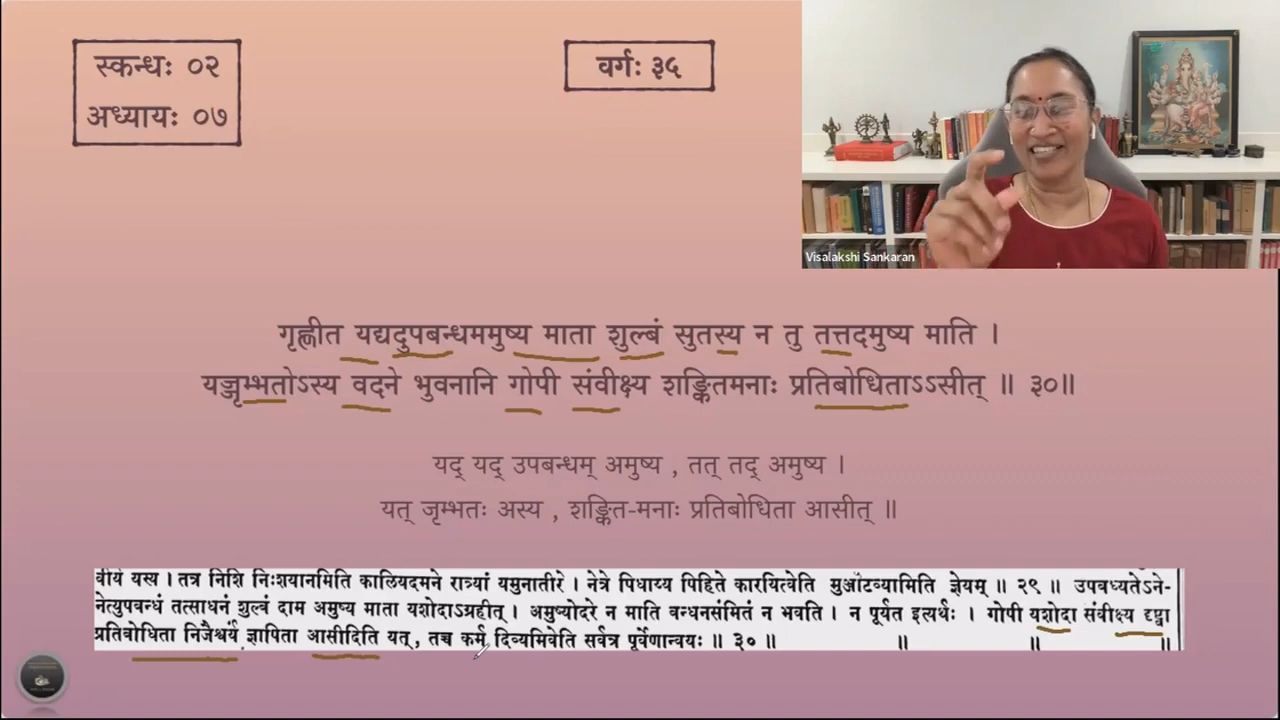 स्कन्धः ०२
अध्यायः ०७
वर्गः ३५
Visalakshi Sankaran
गृह्णीत यद्यदुपबन्धममुष्य माता शुल्बं सुतस्य न तु तत्तदमुष्य माति ।
यज्जृम्भतोऽस्य वदने भुवनानि गोपी संवीक्ष्य शङ्कितमनाः प्रतिबोधिताऽऽसीत् ॥ ३०॥
यद् यद् उपबन्धम् अमुष्य , तत् तद् अमुष्य ।
यत् जृम्भतः अस्य , शङ्कित-मनाः प्रतिबोधिता आसीत् ॥
वीर्यं यस्य । तत्र निशि निःशयानमिति कालियदमने रात्र्यां यमुनातीरे । नेत्रे पिधाय्य पिहिते कारयित्वेति मुञ्जाटव्यामिति ज्ञेयम् ॥ २९ ॥ उपबध्यतेऽने-
नेत्युपबन्धं तत्साधनं शुल्बं दाम अमुष्य माता यशोदाऽग्रहीत् । अमुष्योदरे न माति बन्धनसंमितं न भवति । न पूर्यत इत्यर्थः । गोपी यशोदा संवीक्ष्य दृष्ट्वा
प्रतिबोधिता निजैश्वर्यं ज्ञापिता आसीदिति यत्, तच्च कर्म दिव्यमिवेति सर्वत्र पूर्वेणान्वयः ॥ ३० ॥ ॥ ॥ ॥